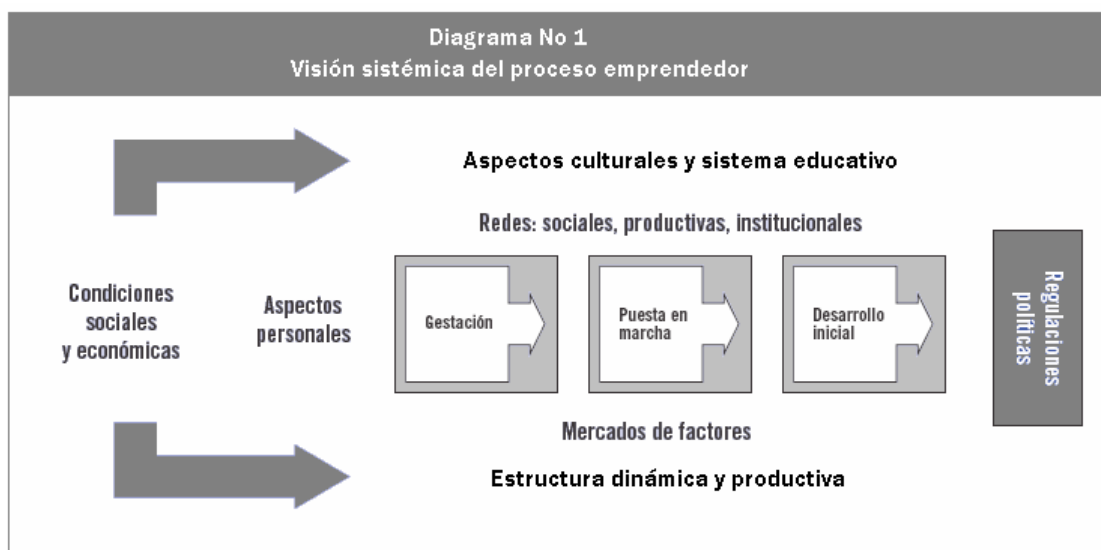 Diagrama No 1
Visión sistémica del proceso emprendedor
Aspectos culturales y sistema educativo
Redes: sociales, productivas, institucionales
Condiciones
sociales
y económicas
Aspectos
personales
Gestación
Puesta en
marcha
Desarrollo
inicial
Regulaciones
políticas
Mercados de factores
Estructura dinámica y productiva